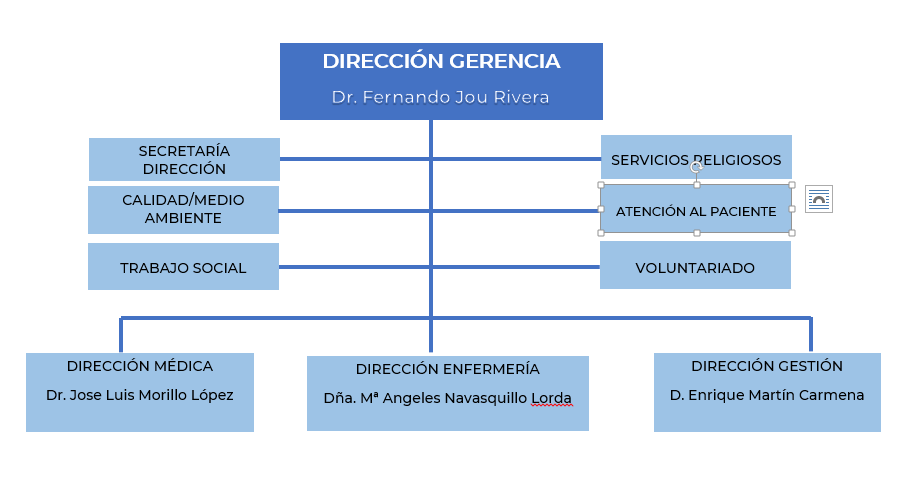 DIRECCIÓN GERENCIA
Dr. Fernando Jou Rivera
SECRETARÍA
DIRECCIÓN
SERVICIOS RELIGIOSOS
CALIDAD/MEDIO
AMBIENTE
ATENCIÓN AL PACIENTE
TRABAJO SOCIAL
VOLUNTARIADO
DIRECCIÓN MÉDICA
Dr. Jose Luis Morillo López
DIRECCIÓN ENFERMERÍA
Dña. Mª Angeles Navasquillo Lorda
DIRECCIÓN GESTIÓN
D. Enrique Martín Carmena